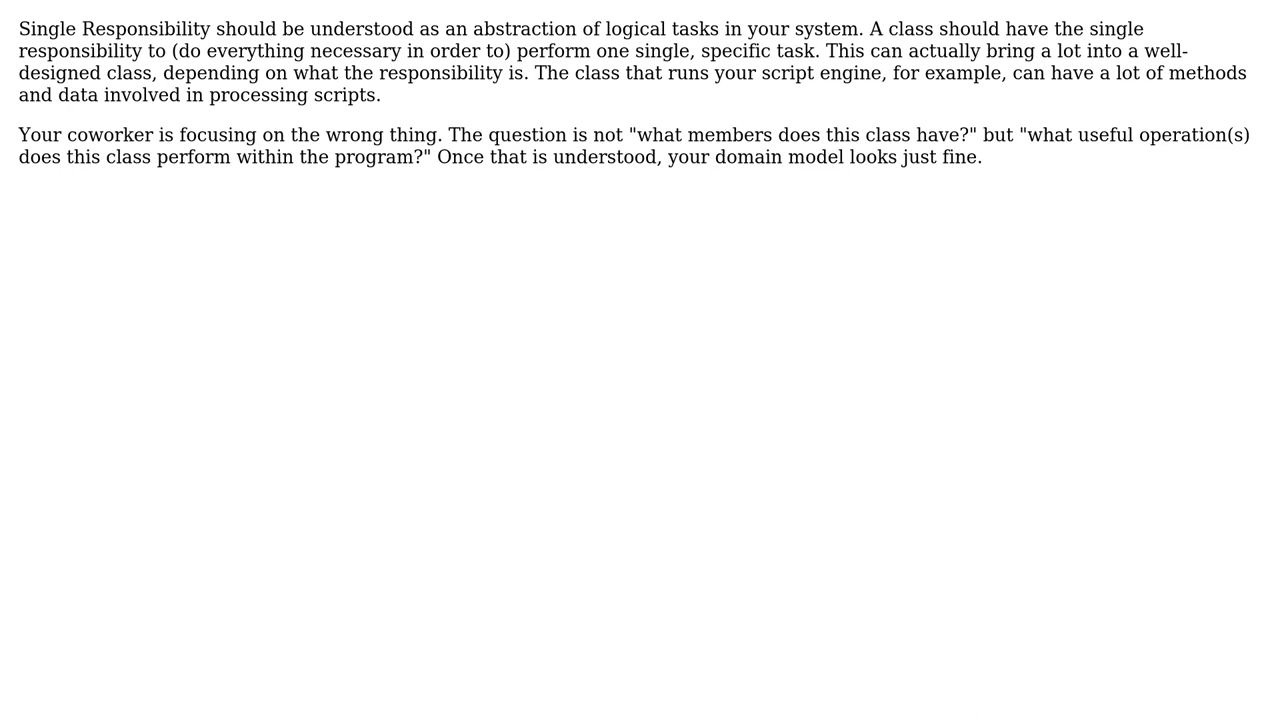 Single Responsibility should be understood as an abstraction of logical tasks in your system. A class should have the single
responsibility to (do everything necessary in order to) perform one single, specific task. This can actually bring a lot into a well-
designed class, depending on what the responsibility is. The class that runs your script engine, for example, can have a lot of methods
and data involved in processing scripts.
Your coworker is focusing on the wrong thing. The question is not "what members does this class have?" but "what useful operation(s)
does this class perform within the program?" Once that is understood, your domain model looks just fine.